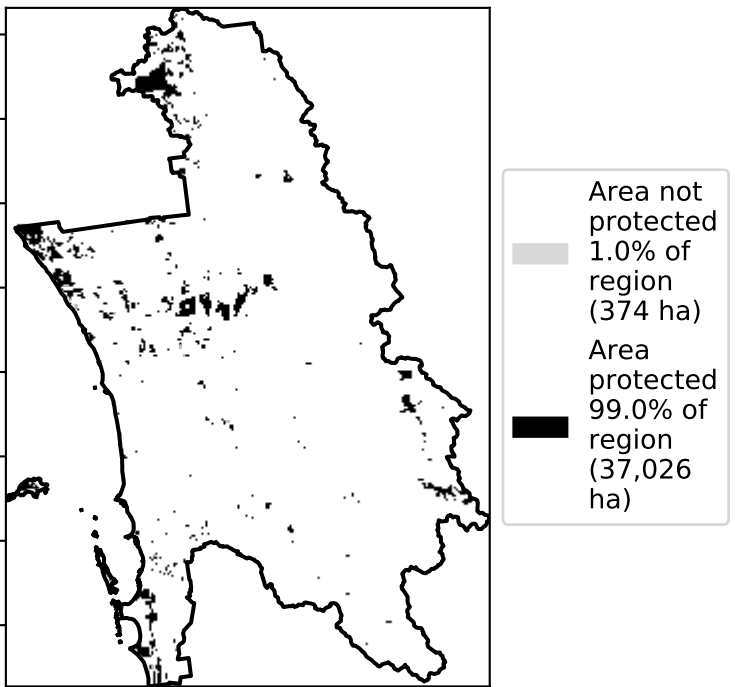 Area not
protected
1.0% of
region
(374 ha)
Area
protected
99.0% of
region
(37,026
ha)